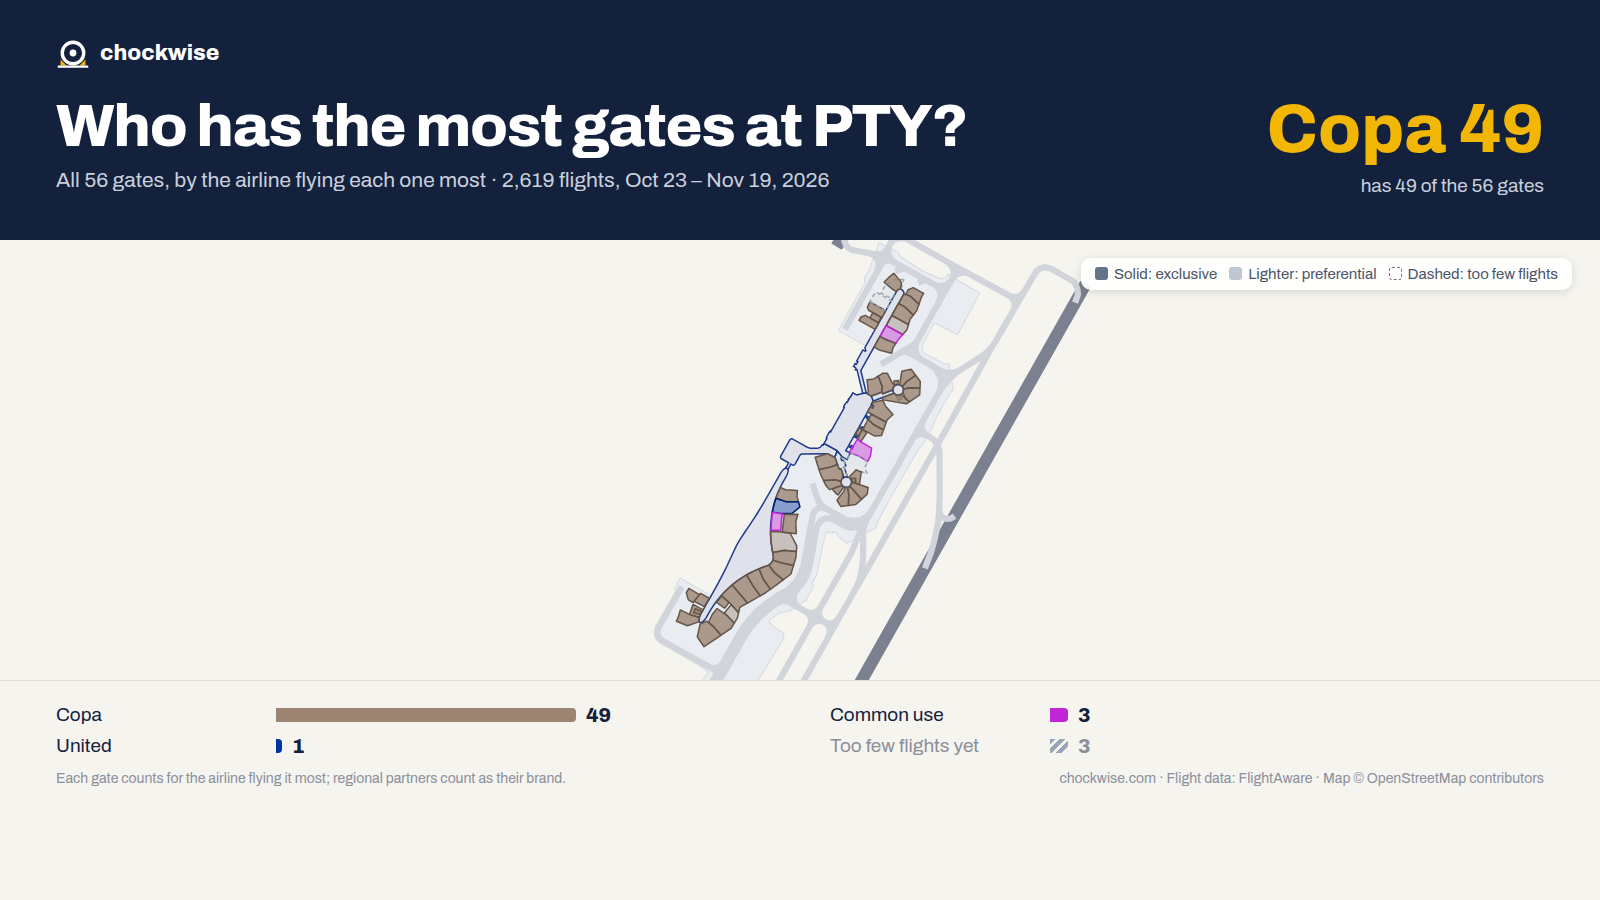 chockwise
Who has the most gates at PTY?
All 56 gates, by the airline flying each one most · 2,619 flights, Oct 23 – Nov 19, 2026
Copa 49
has 49 of the 56 gates
Solid: exclusive Lighter: preferential Dashed: too few flights
Copa 49
United 1
Common use 3
Too few flights yet 3
Each gate counts for the airline flying it most; regional partners count as their brand.
chockwise.com · Flight data: FlightAware · Map © OpenStreetMap contributors